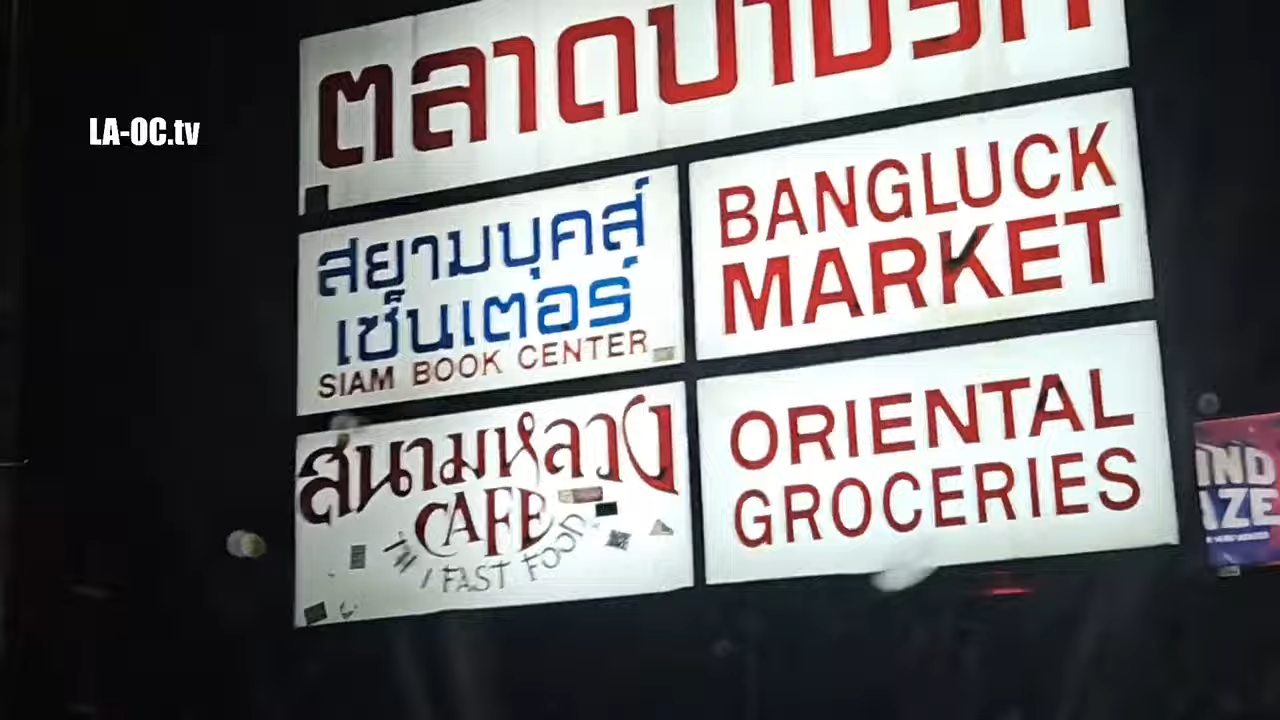 LA-OC.tv
ตลาดบางรัก
สยามบุคส์
เซ็นเตอร์
SIAM BOOK CENTER
BANGLUCK
MARKET
สนามหลวง
CAFE
THAI FAST FOOD
ORIENTAL
GROCERIES